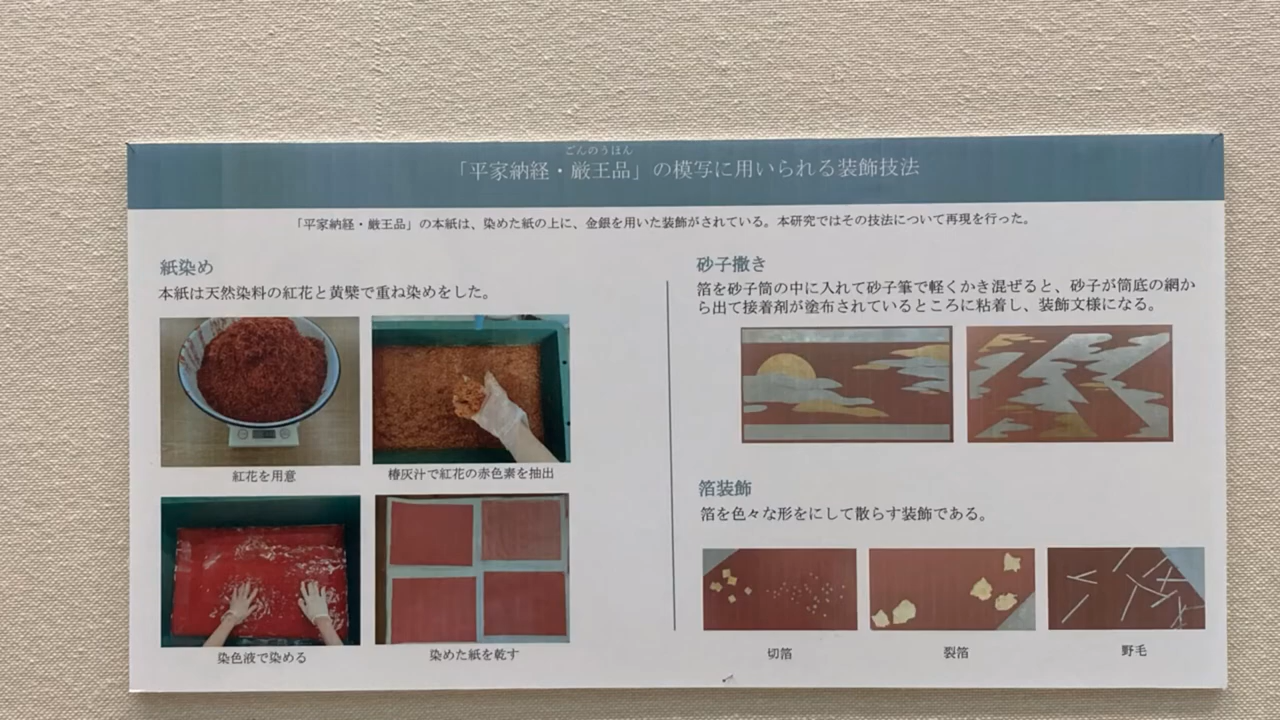 ごんのうほん
「平家納経・厳王品」の模写に用いられる装飾技法
「平家納経・厳王品」の本紙は、染めた紙の上に、金銀を用いた装飾がされている。本研究ではその技法について再現を行った。
紙染め
本紙は天然染料の紅花と黄檗で重ね染めをした。
紅花を用意
椿灰汁で紅花の赤色素を抽出
染色液で染める
染めた紙を乾す
砂子撒き
箔を砂子筒の中に入れて砂子筆で軽くかき混ぜると、砂子が筒底の網か
ら出て接着剤が塗布されているところに粘着し、装飾文様になる。
箔装飾
箔を色々な形をにして散らす装飾である。
切箔
裂箔
野毛